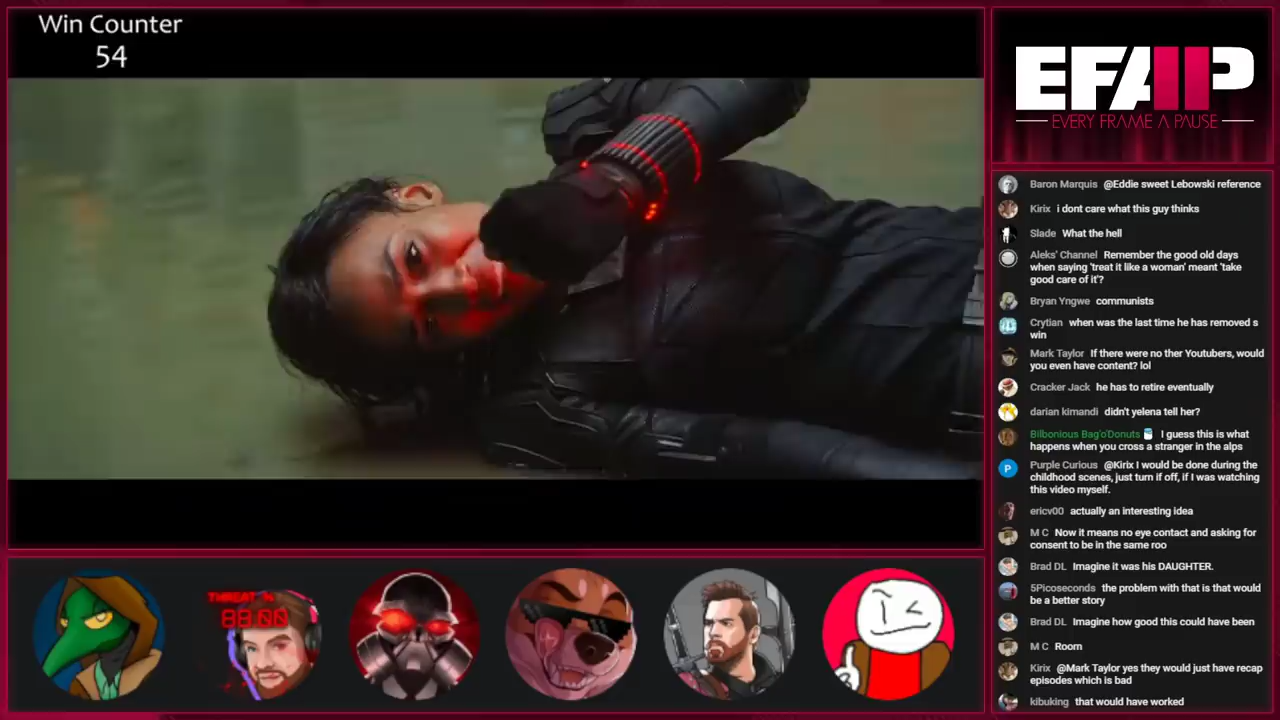 Win Counter
54
EFAP
EVERY FRAME A PAUSE
Baron Marquis @Eddie sweet Lebowski reference
Kirix i dont care what this guy thinks
Slade What the hell
Aleks' Channel Remember the good old days
when saying 'treat it like a woman' meant 'take
good care of it'?
Bryan Yngwe communists
Crytian when was the last time he has removed s
win
Mark Taylor If there were no ther Youtubers, would
you even have content? lol
Cracker Jack he has to retire eventually
darian kimandi didn't yelena tell her?
Bilbonious Bag'o'Donuts I guess this is what
happens when you cross a stranger in the alps
P
Purple Curious @Kirix I would be done during the
childhood scenes, just turn if off, if I was watching
this video myself.
ericv00 actually an interesting idea
M C Now it means no eye contact and asking for
consent to be in the same roo
Brad DL Imagine it was his DAUGHTER.
5Picoseconds the problem with that is that would
be a better story
Brad DL Imagine how good this could have been
M C Roorn
Kirix @Mark Taylor yes they would just have recap
episodes which is bad
kibuking that would have worked
THREAT
88:00